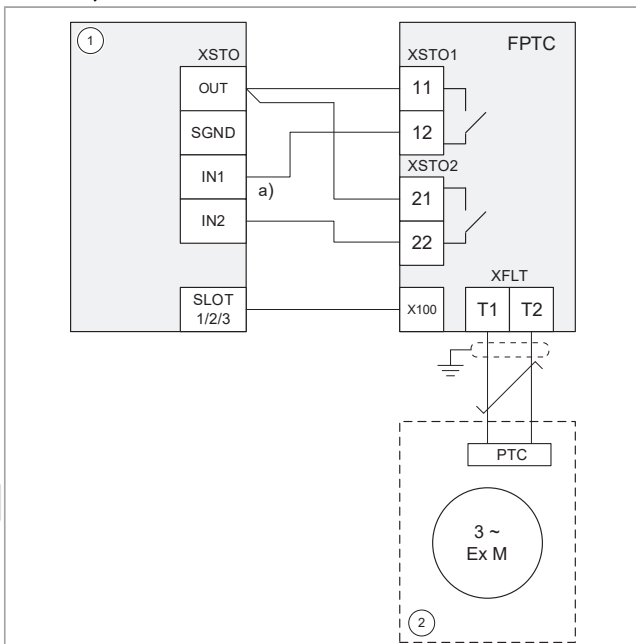 1
XSTO
OUT
SGND
IN1
IN2
a)
SLOT
1/2/3
FPTC
XSTO1
11
12
XSTO2
21
22
XFLT
X100
T1
T2
PTC
3 ~
Ex M
2